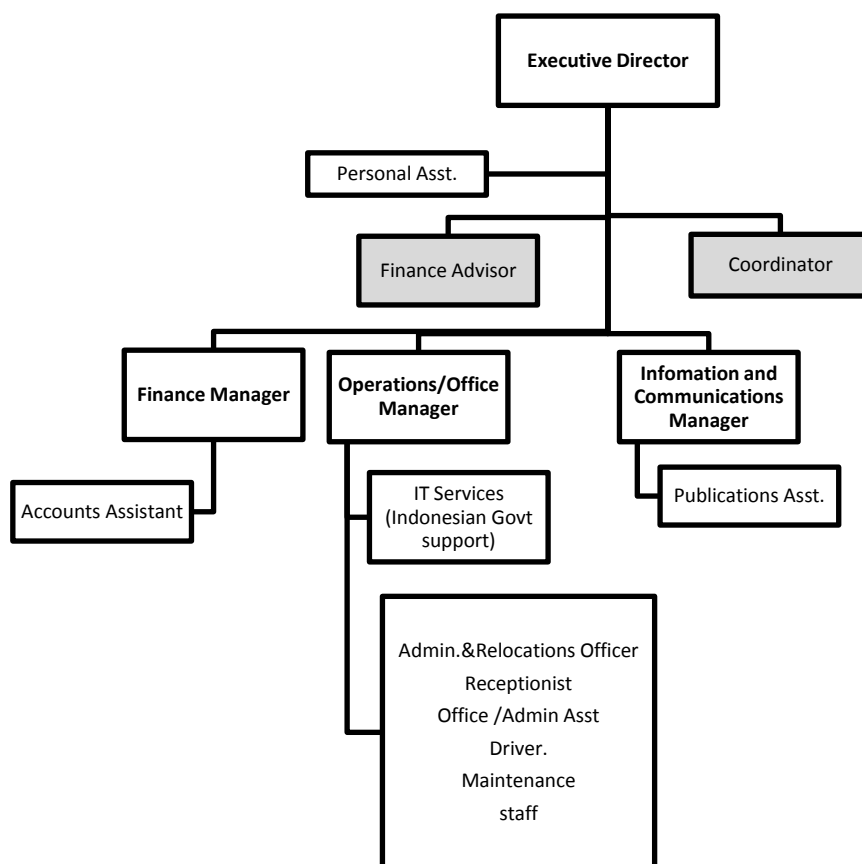 Executive Director
Personal Asst.
Finance Advisor
Coordinator
Finance Manager
Operations/Office
Manager
Infomation and
Communications
Manager
Accounts Assistant
IT Services
(Indonesian Govt
support)
Publications Asst.
Admin.&Relocations Officer
Receptionist
Office /Admin Asst
Driver.
Maintenance
staff